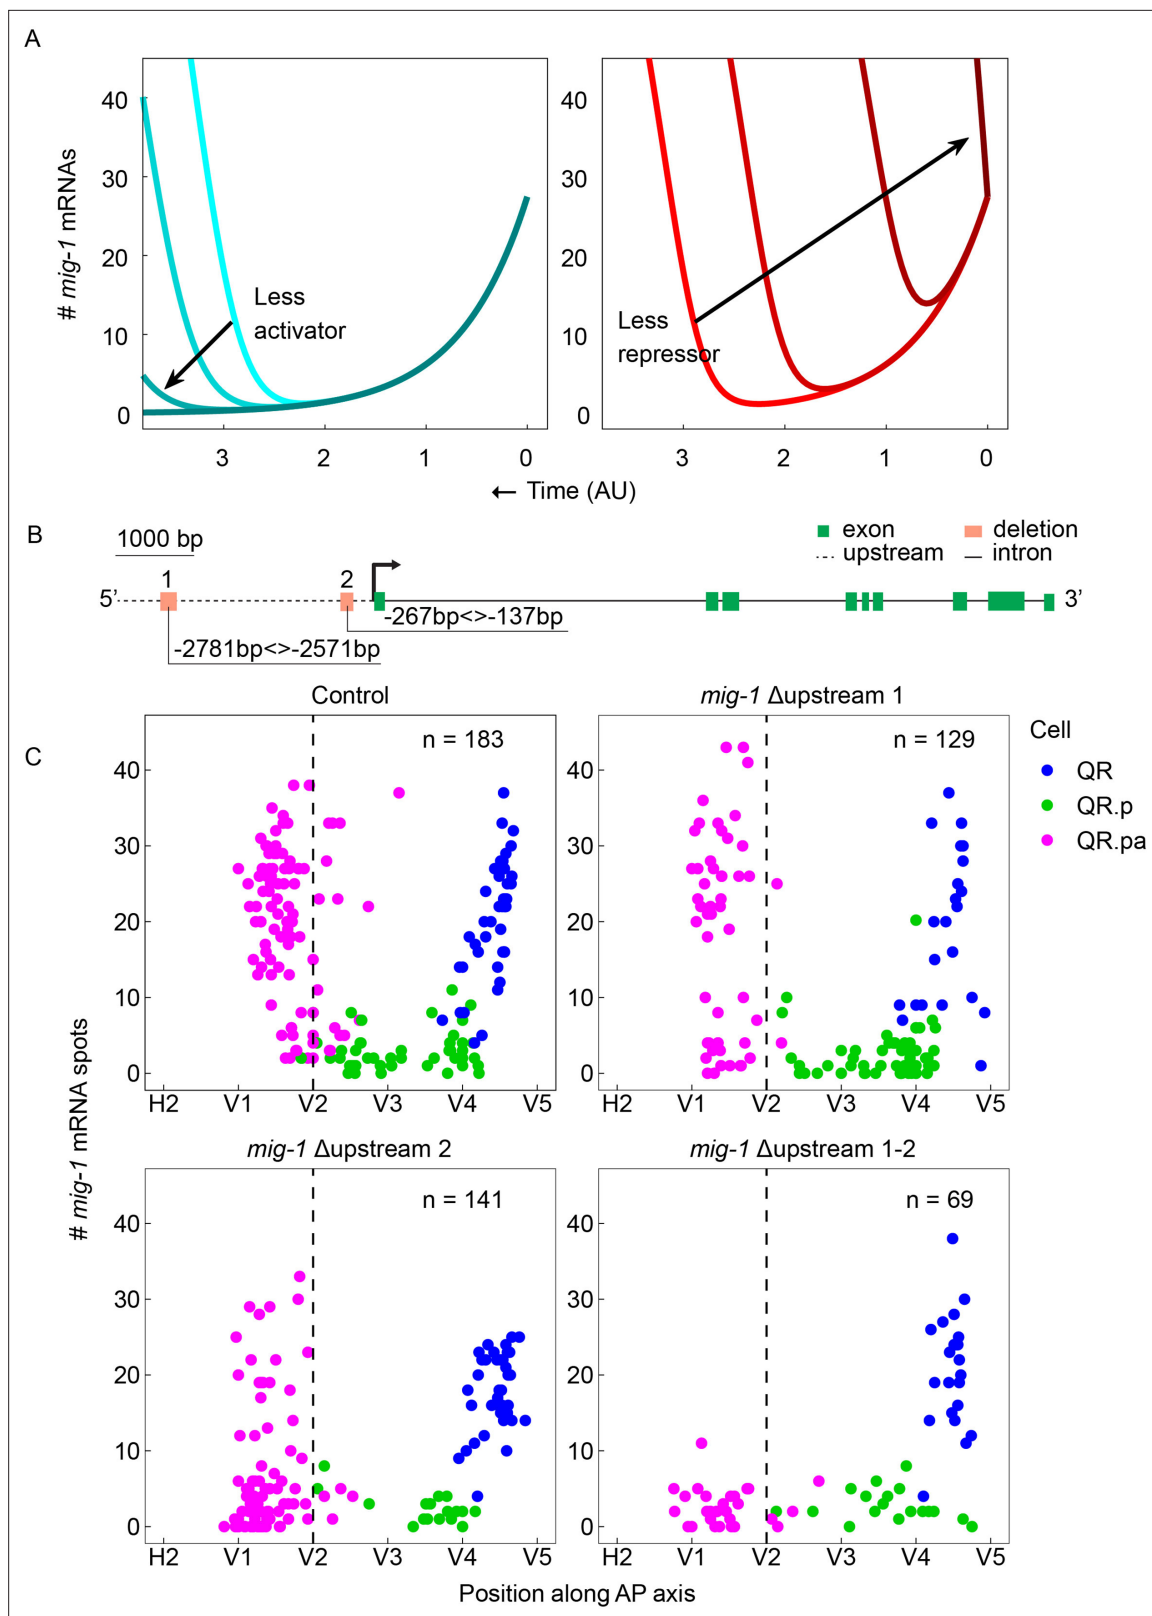 A
# mig-1 mRNAs
40
30
20
10
0
Less
activator
3
2
1
0
40
30
20
10
0
Less
repressor
3
2
1
0
← Time (AU)
B
1000 bp
exon
deletion
upstream
intron
1
2
5’
3’
-267bp<>-137bp
-2781bp<>-2571bp
C
# mig-1 mRNA spots
Control
n = 183
40
30
20
10
0
H2 V1 V2 V3 V4 V5
mig-1 Δupstream 1
n = 129
40
30
20
10
0
H2 V1 V2 V3 V4 V5
Cell
QR
QR.p
QR.pa
mig-1 Δupstream 2
n = 141
40
30
20
10
0
H2 V1 V2 V3 V4 V5
mig-1 Δupstream 1-2
n = 69
40
30
20
10
0
H2 V1 V2 V3 V4 V5
Position along AP axis